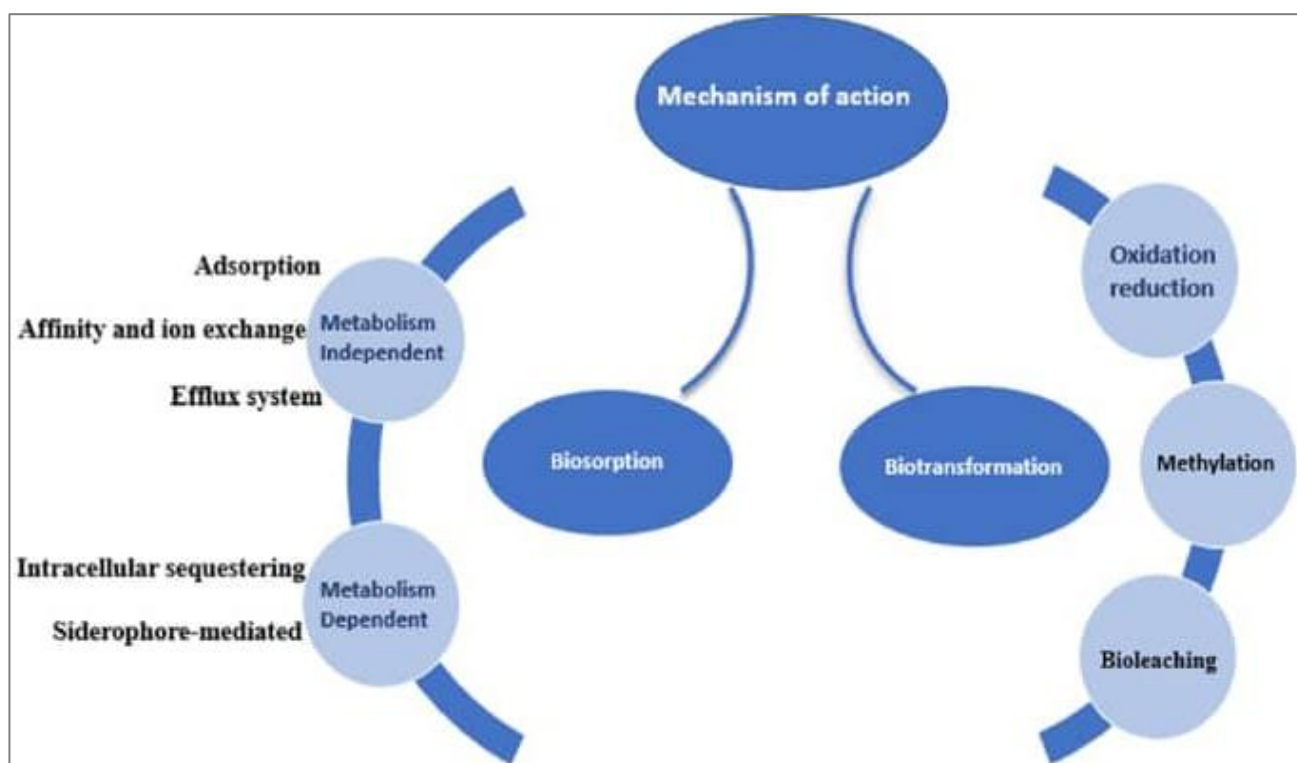 Mechanism of action
Adsorption
Affinity and ion exchange
Efflux system
Metabolism
Independent
Intracellular sequestering
Siderophore-mediated
Metabolism
Dependent
Biosorption
Biotransformation
Oxidation
reduction
Methylation
Bioleaching